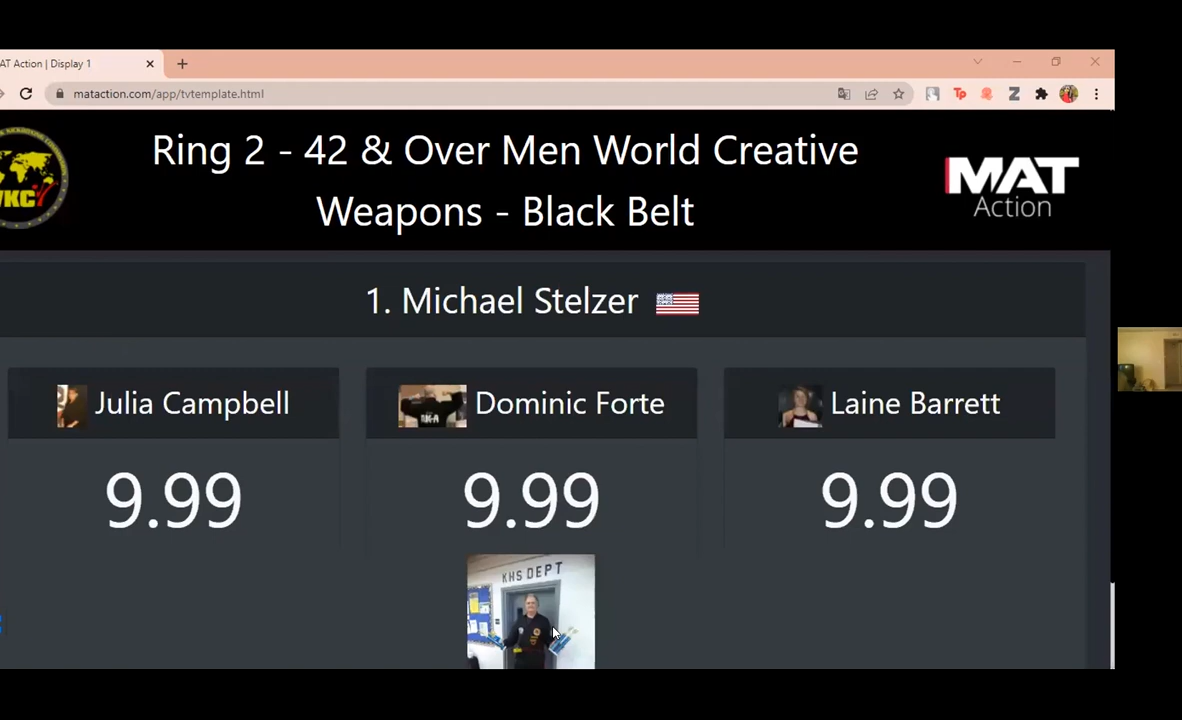 AT Action | Display 1
mataction.com/app/tvtemplate.html
Ring 2 - 42 & Over Men World Creative
Weapons - Black Belt
MAT
Action
1. Michael Stelzer
Julia Campbell
Dominic Forte
Laine Barrett
9.99
9.99
9.99
KHS DEPT